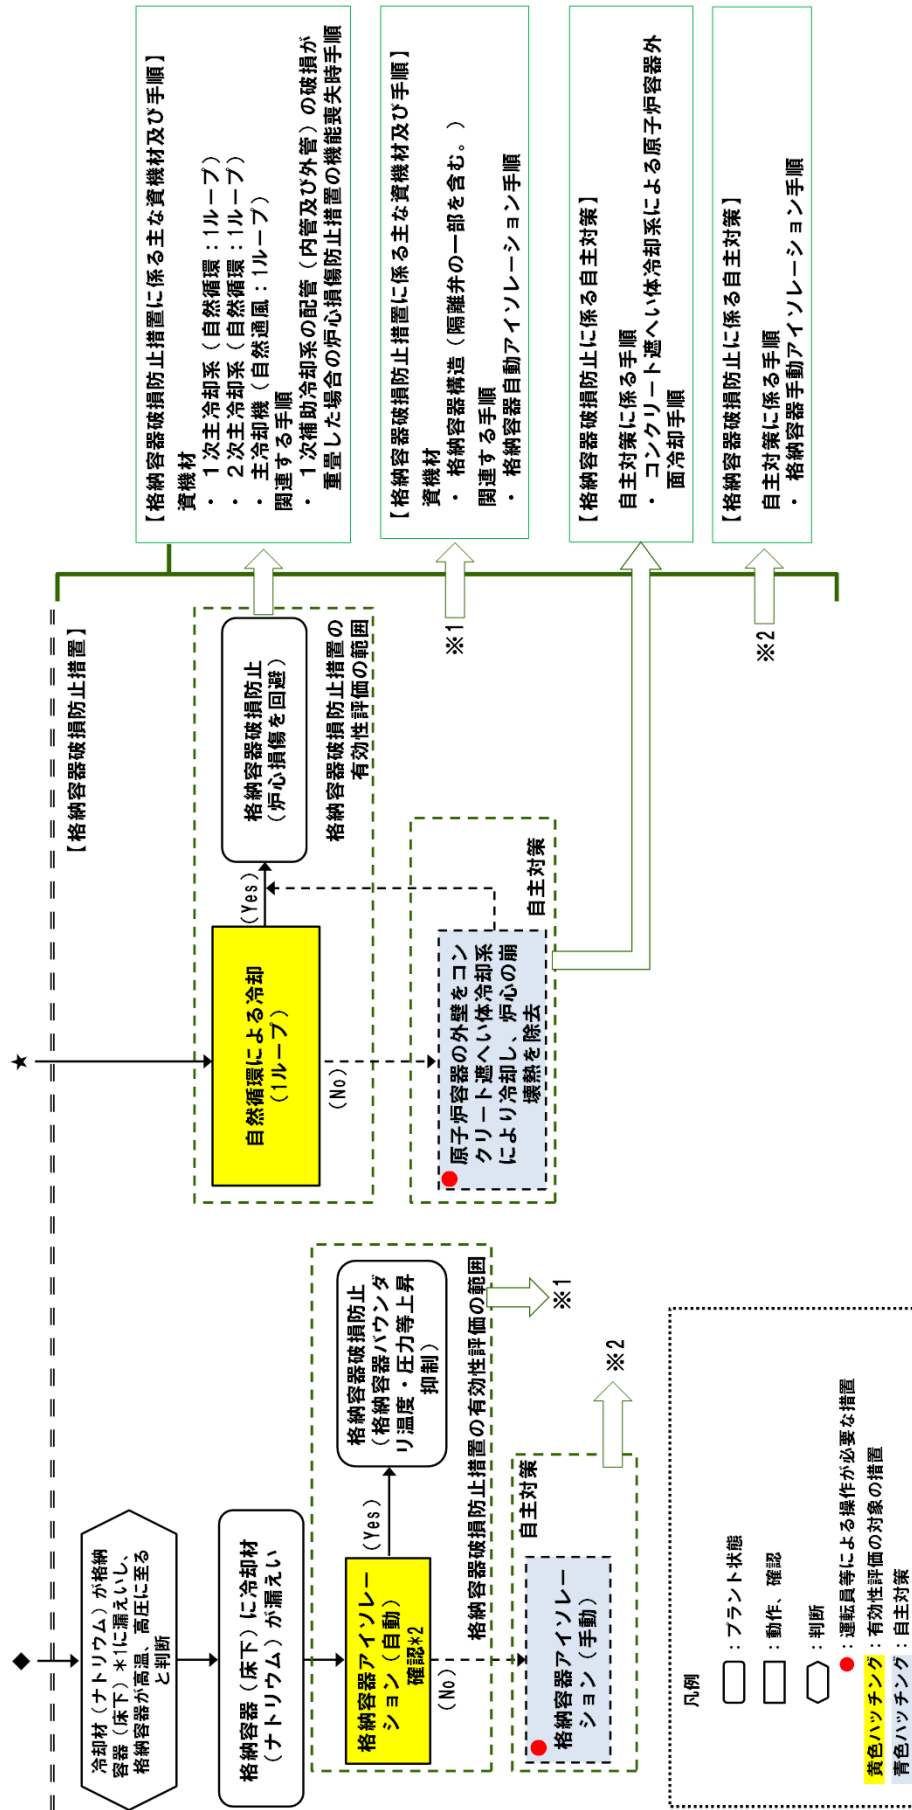 ◆
冷却材(ナトリウム)が格納
容器(床下)*1に漏えいし、
格納容器が高温、高圧に至る
と判断
格納容器(床下)に冷却材
(ナトリウム)が漏えい
格納容器アイソレー
ション(自動)
確認*2
(Yes)
(No)
格納容器破損防止
(格納容器バウンダ
リ温度・圧力等上昇
抑制)
格納容器破損防止措置の有効性評価の範囲
※1
格納容器アイソレー
ション(手動)
自主対策
※2
【格納容器破損防止措置】
★
自然循環による冷却
(1ループ)
(Yes)
(No)
格納容器破損防止
(炉心損傷を回避)
格納容器破損防止措置の
有効性評価の範囲
原子炉容器の外壁をコン
クリート遮へい体冷却系
により冷却し、炉心の崩
壊熱を除去
自主対策
【格納容器破損防止措置に係る主な資機材及び手順】
資機材
・ 1次主冷却系(自然循環:1ループ)
・ 2次主冷却系(自然循環:1ループ)
・ 主冷却機(自然通風:1ループ)
関連する手順
・ 1次補助冷却系の配管(内管及び外管)の破損が
重畳した場合の炉心損傷防止措置の機能喪失時手順
※1
【格納容器破損防止措置に係る主な資機材及び手順】
資機材
・ 格納容器構造(隔離弁の一部を含む。)
関連する手順
・ 格納容器自動アイソレーション手順
【格納容器破損防止に係る自主対策】
自主対策に係る手順
・ コンクリート遮へい体冷却系による原子炉容器外
面冷却手順
※2
【格納容器破損防止に係る自主対策】
自主対策に係る手順
・ 格納容器手動アイソレーション手順
凡例
:プラント状態
:動作、確認
:判断
●:運転員等による操作が必要な措置
黄色ハッチング:有効性評価の対象の措置
青色ハッチング:自主対策